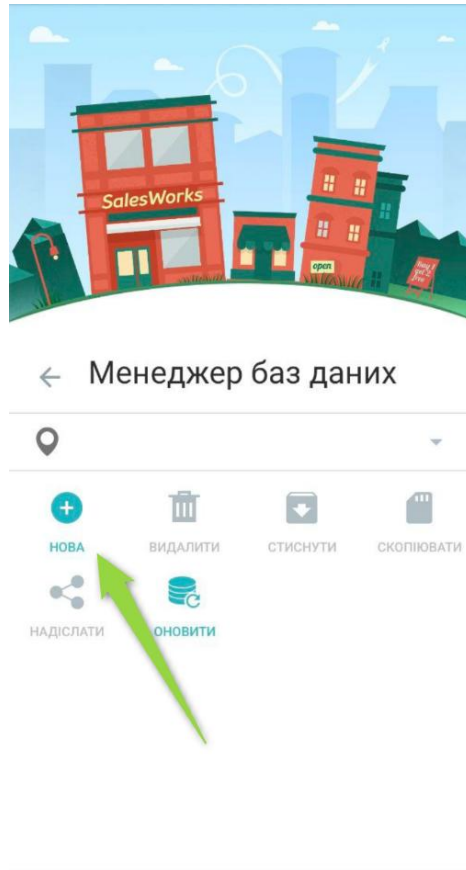 SalesWorks
open
Менеджер баз даних
НОВА
ВИДАЛИТИ
СТИСНУТИ
СКОПІЮВАТИ
НАДІСЛАТИ
ОНОВИТИ